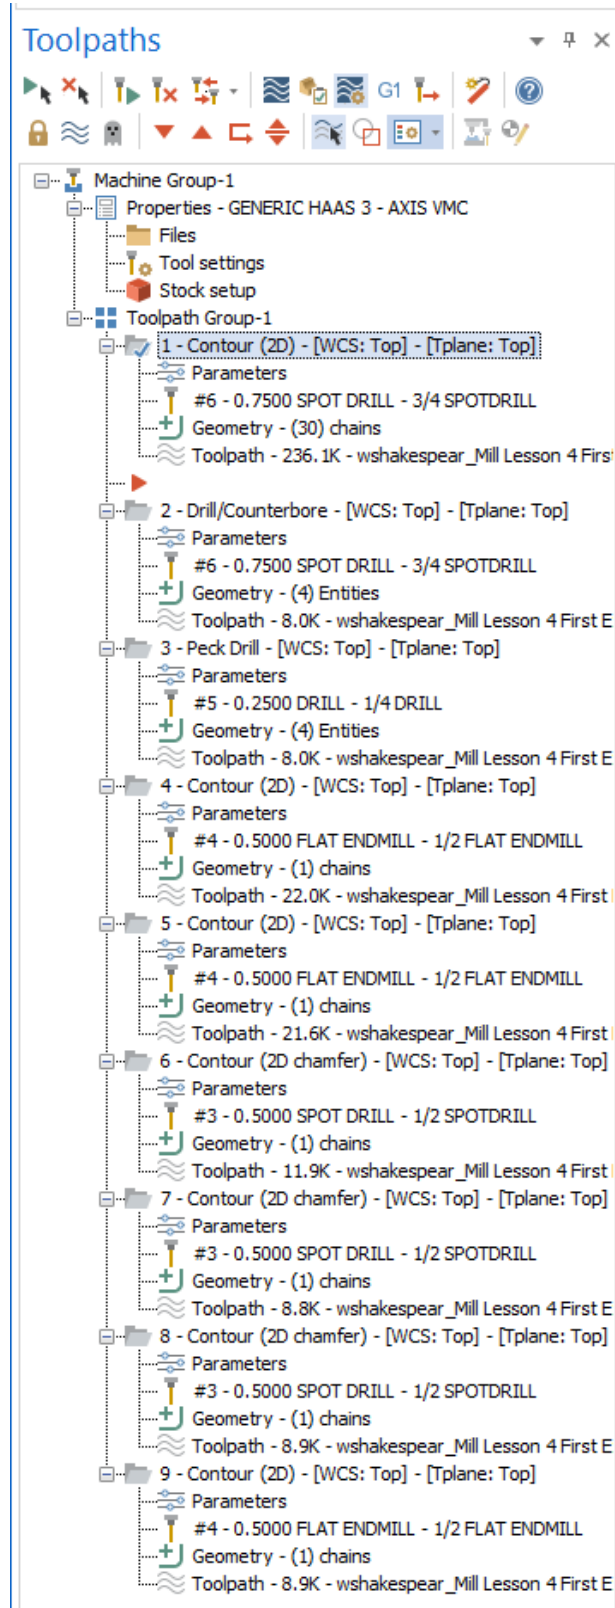 Toolpaths
G1
Machine Group-1
Properties - GENERIC HAAS 3 - AXIS VMC
Files
Tool settings
Stock setup
Toolpath Group-1
1 - Contour (2D) - [WCS: Top] - [Tplane: Top]
Parameters
#6 - 0.7500 SPOT DRILL - 3/4 SPOTDRILL
Geometry - (30) chains
Toolpath - 236.1K - wshakespear_Mill Lesson 4 Firs
2 - Drill/Counterbore - [WCS: Top] - [Tplane: Top]
Parameters
#6 - 0.7500 SPOT DRILL - 3/4 SPOTDRILL
Geometry - (4) Entities
Toolpath - 8.0K - wshakespear_Mill Lesson 4 First E
3 - Peck Drill - [WCS: Top] - [Tplane: Top]
Parameters
#5 - 0.2500 DRILL - 1/4 DRILL
Geometry - (4) Entities
Toolpath - 8.0K - wshakespear_Mill Lesson 4 First E
4 - Contour (2D) - [WCS: Top] - [Tplane: Top]
Parameters
#4 - 0.5000 FLAT ENDMILL - 1/2 FLAT ENDMILL
Geometry - (1) chains
Toolpath - 22.0K - wshakespear_Mill Lesson 4 First
5 - Contour (2D) - [WCS: Top] - [Tplane: Top]
Parameters
#4 - 0.5000 FLAT ENDMILL - 1/2 FLAT ENDMILL
Geometry - (1) chains
Toolpath - 21.6K - wshakespear_Mill Lesson 4 First
6 - Contour (2D chamfer) - [WCS: Top] - [Tplane: Top]
Parameters
#3 - 0.5000 SPOT DRILL - 1/2 SPOTDRILL
Geometry - (1) chains
Toolpath - 11.9K - wshakespear_Mill Lesson 4 First
7 - Contour (2D chamfer) - [WCS: Top] - [Tplane: Top]
Parameters
#3 - 0.5000 SPOT DRILL - 1/2 SPOTDRILL
Geometry - (1) chains
Toolpath - 8.8K - wshakespear_Mill Lesson 4 First E
8 - Contour (2D chamfer) - [WCS: Top] - [Tplane: Top]
Parameters
#3 - 0.5000 SPOT DRILL - 1/2 SPOTDRILL
Geometry - (1) chains
Toolpath - 8.9K - wshakespear_Mill Lesson 4 First E
9 - Contour (2D) - [WCS: Top] - [Tplane: Top]
Parameters
#4 - 0.5000 FLAT ENDMILL - 1/2 FLAT ENDMILL
Geometry - (1) chains
Toolpath - 8.9K - wshakespear_Mill Lesson 4 First E